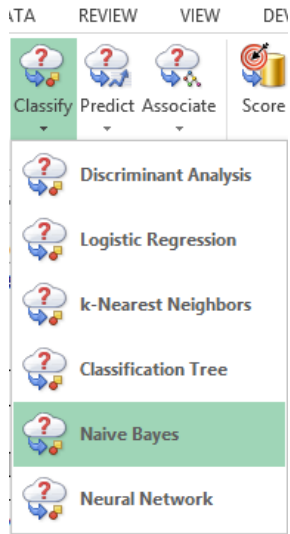 ATA REVIEW VIEW DEV
Classify Predict Associate Score
Discriminant Analysis
Logistic Regression
k-Nearest Neighbors
Classification Tree
Naive Bayes
Neural Network